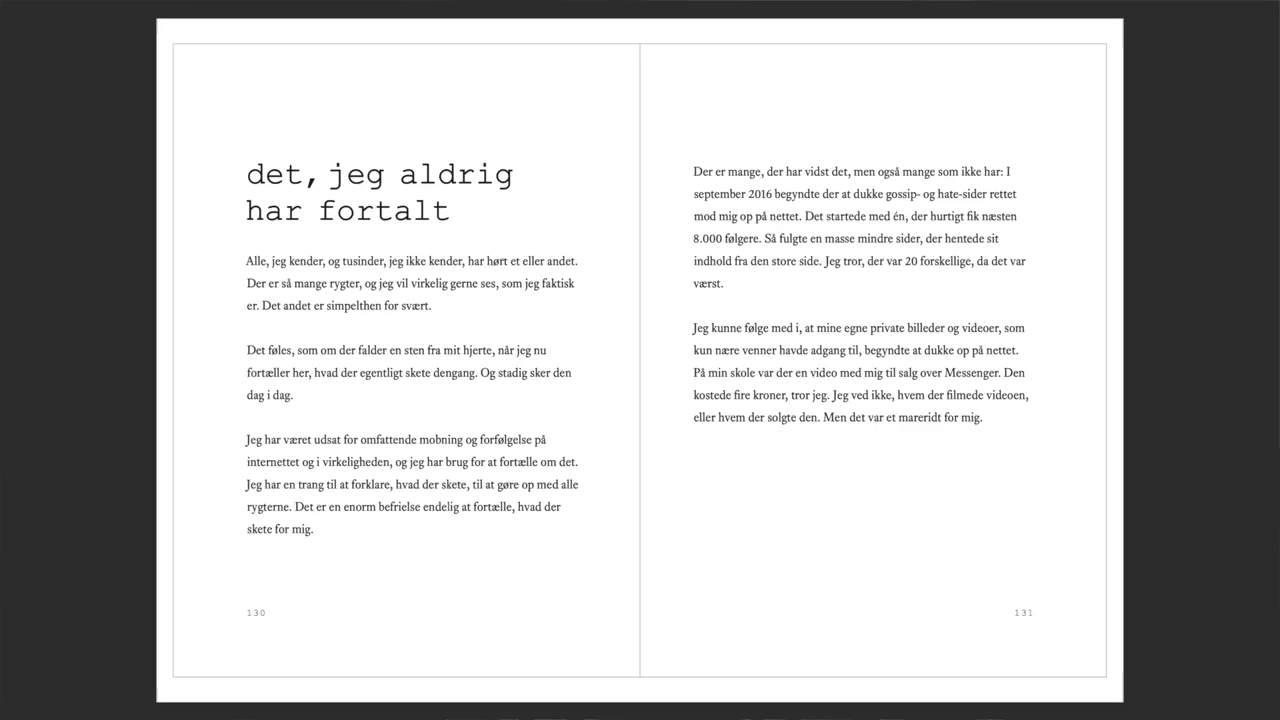 det, jeg aldrig
har fortalt
Alle, jeg kender, og tusinder, jeg ikke kender, har hørt et eller andet.
Der er så mange rygter, og jeg vil virkelig gerne ses, som jeg faktisk
er. Det andet er simpelthen for svært.
Det føles, som om der falder en sten fra mit hjerte, når jeg nu
fortæller her, hvad der egentligt skete dengang. Og stadig sker den
dag i dag.
Jeg har været udsat for omfattende mobning og forfølgelse på
internettet og i virkeligheden, og jeg har brug for at fortælle om det.
Jeg har en trang til at forklare, hvad der skete, til at gøre op med alle
rygterne. Det er en enorm befrielse endelig at fortælle, hvad der
skete for mig.
130
Der er mange, der har vidst det, men også mange som ikke har: I
september 2016 begyndte der at dukke gossip- og hate-sider rettet
mod mig op på nettet. Det startede med én, der hurtigt fik næsten
8.000 følgere. Så fulgte en masse mindre sider, der hentede sit
indhold fra den store side. Jeg tror, der var 20 forskellige, da det var
værst.
Jeg kunne følge med i, at mine egne private billeder og videoer, som
kun nære venner havde adgang til, begyndte at dukke op på nettet.
På min skole var der en video med mig til salg over Messenger. Den
kostede fire kroner, tror jeg. Jeg ved ikke, hvem der filmede videoen,
eller hvem der solgte den. Men det var et mareridt for mig.
131